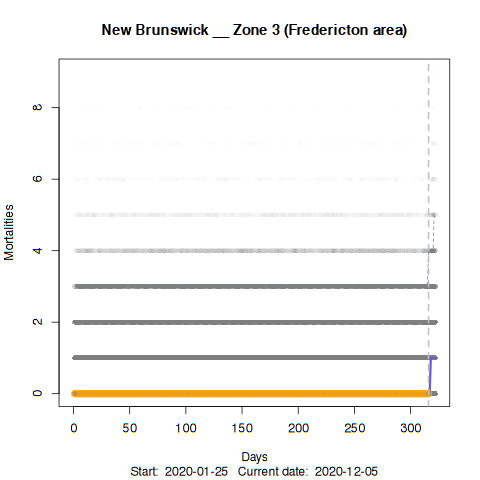 New Brunswick __ Zone 3 (Fredericton area)
8
6
4
2
0
Mortalities
0 50 100 150 200 250 300
Days
Start: 2020-01-25 Current date: 2020-12-05